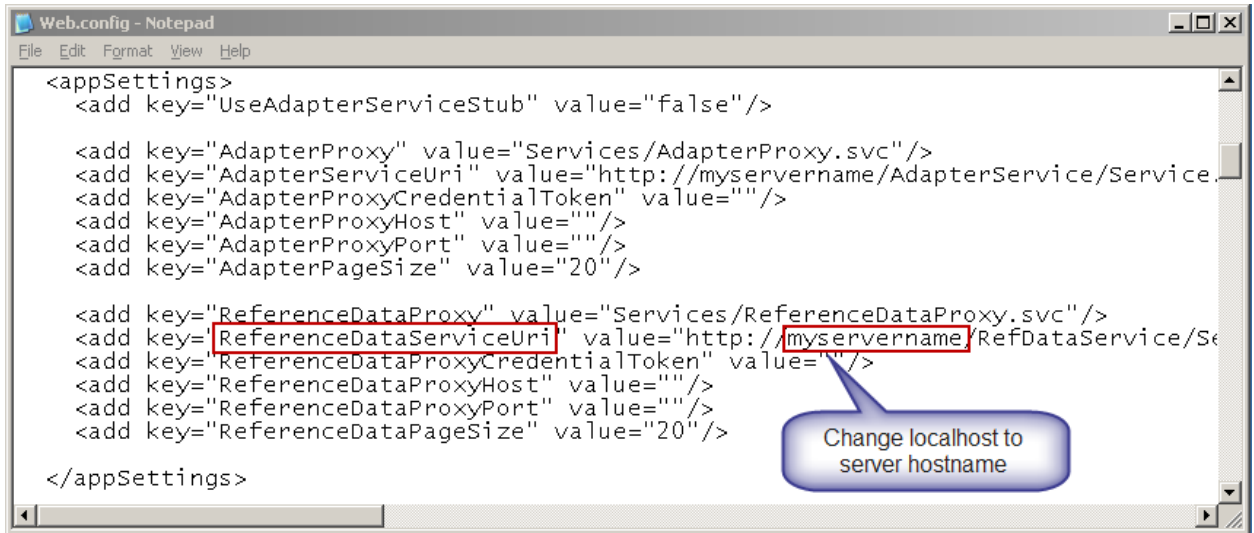 Web.config - Notepad
File Edit Format View Help
<appSettings>
<add key="UseAdapterServiceStub" value="false"/>
<add key="AdapterProxy" value="Services/AdapterProxy.svc"/>
<add key="AdapterServiceUri" value="http://myservername/AdapterService/Service.
<add key="AdapterProxyCredentialToken" value=""/>
<add key="AdapterProxyHost" value=""/>
<add key="AdapterProxyPort" value=""/>
<add key="AdapterPageSize" value="20"/>
<add key="ReferenceDataProxy" value="Services/ReferenceDataProxy.svc"/>
<add key="ReferenceDataServiceUri" value="http://myservername/RefDataService/Se
<add key="ReferenceDataProxyCredentialToken" value=""/>
<add key="ReferenceDataProxyHost" value=""/>
<add key="ReferenceDataProxyPort" value=""/>
<add key="ReferenceDataPageSize" value="20"/>
Change localhost to
server hostname
</appSettings>